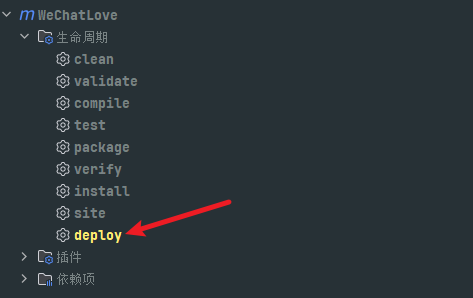 WeChatLove
生命周期
clean
validate
compile
test
package
verify
install
site
deploy
插件
依赖项